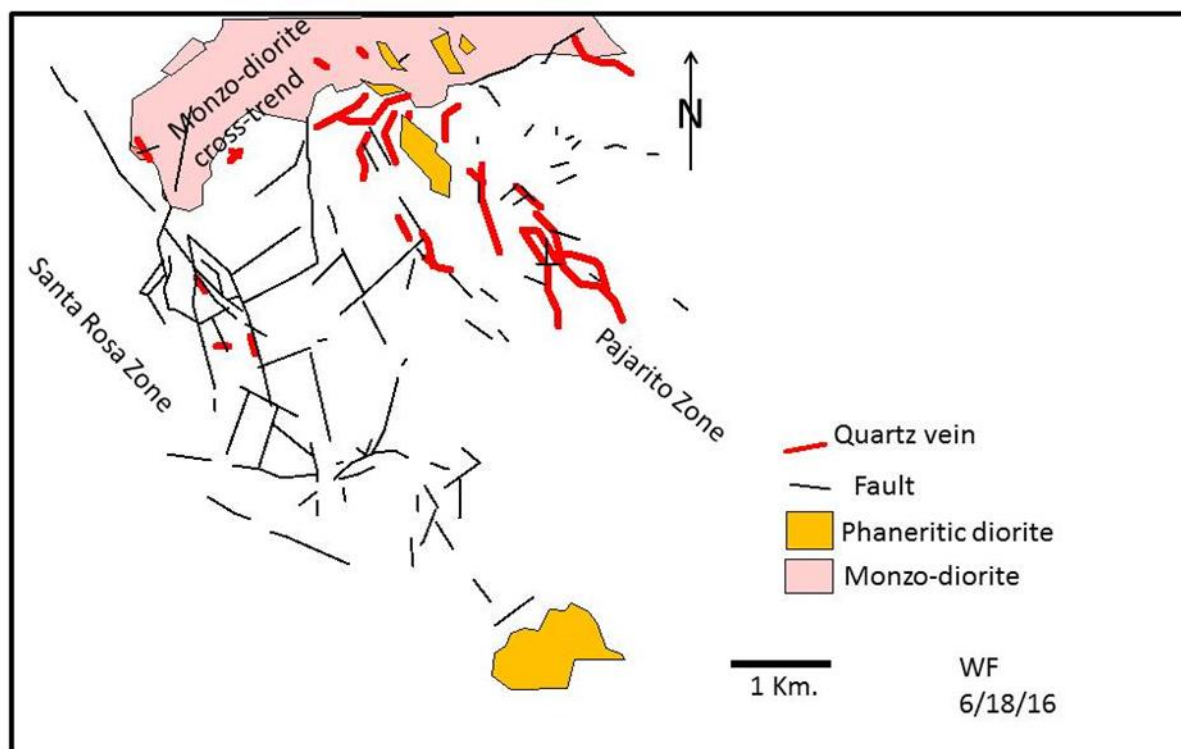 Monzo-diorite
cross-trend
N
Santa Rosa Zone
Pajarito Zone
Quartz vein
Fault
Phaneritic diorite
Monzo-diorite
1 Km.
WF
6/18/16